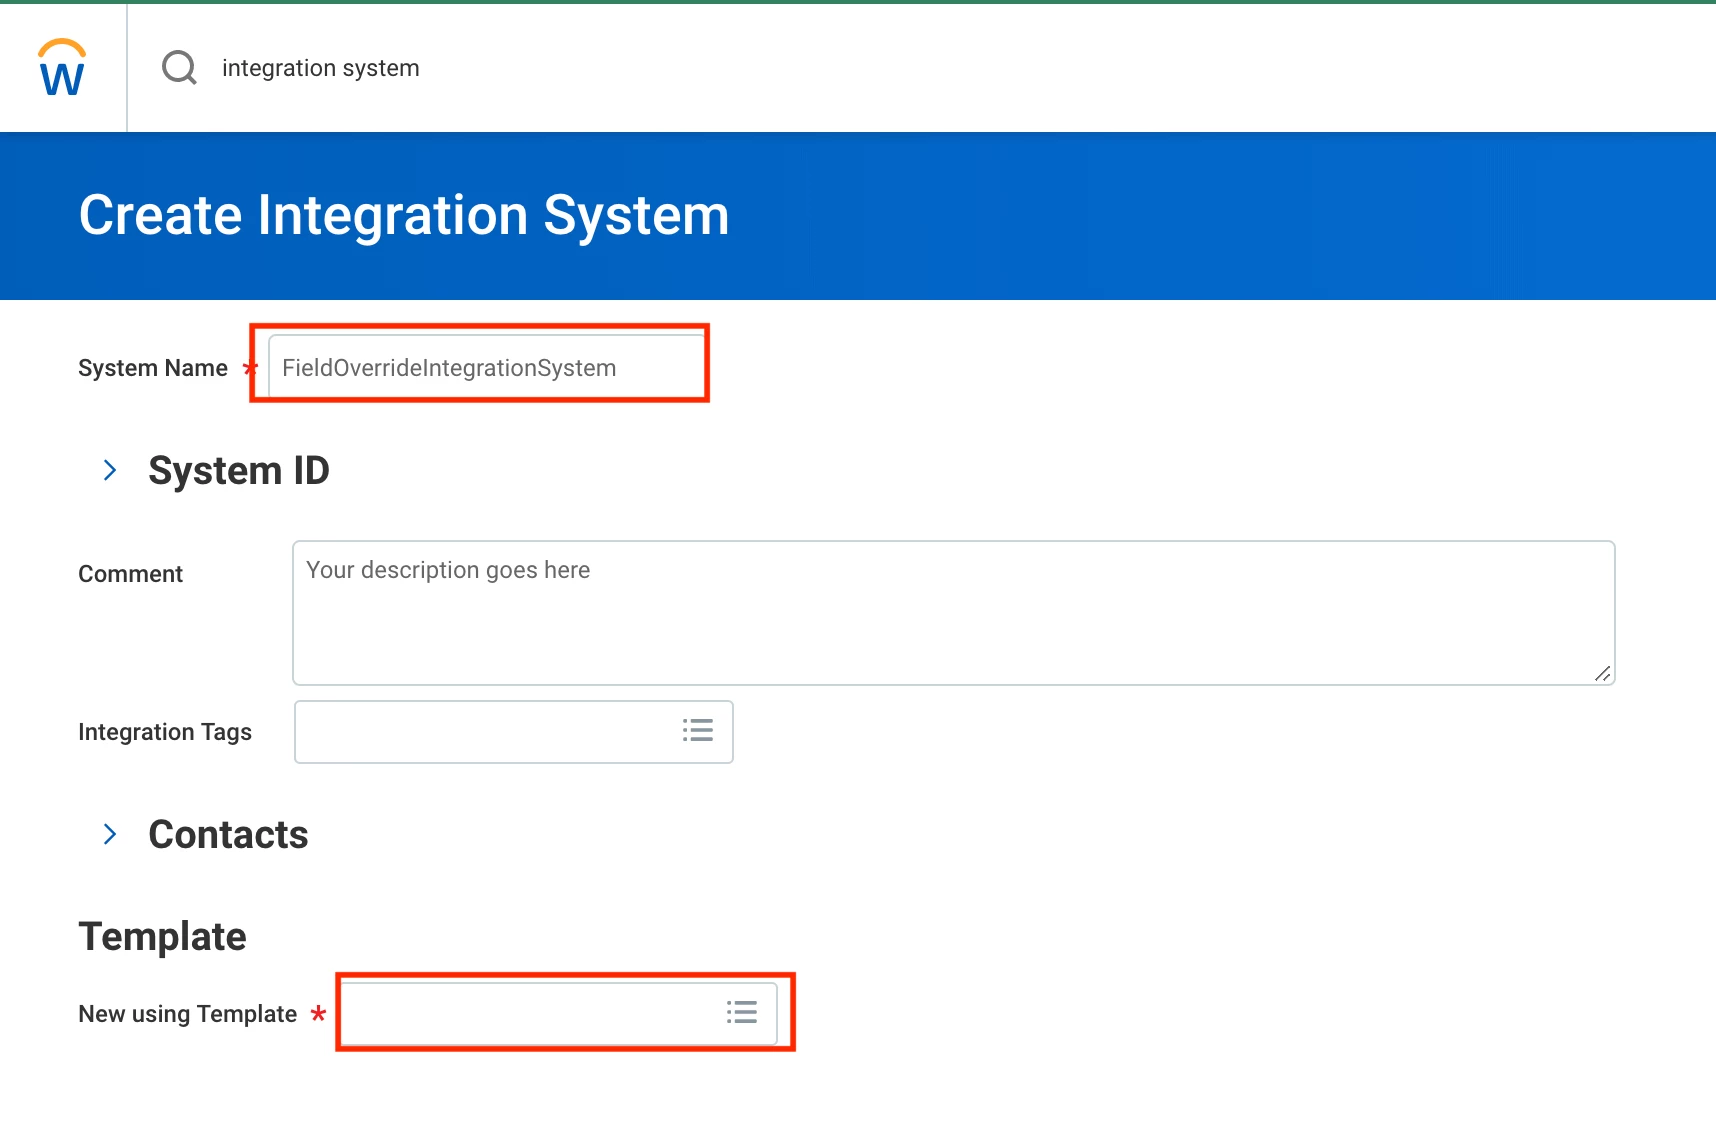 W
integration system
Create Integration System
System Name *
FieldOverrideIntegrationSystem
System ID
Comment
Your description goes here
Integration Tags
Contacts
Template
New using Template *